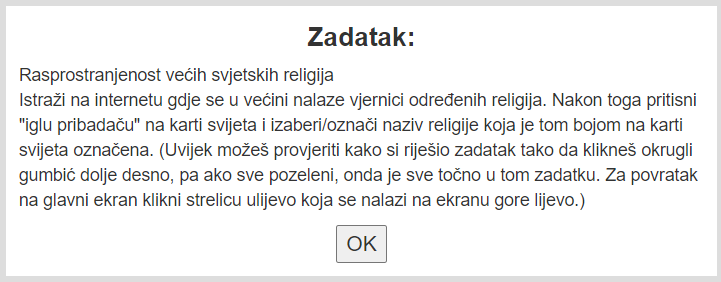 Zadatak:
Rasprostranjenost većih svjetskih religija
Istraži na internetu gdje se u većini nalaze vjernici određenih religija. Nakon toga pritisni
"iglu pribadaču" na karti svijeta i izaberi/označi naziv religije koja je tom bojom na karti
svijeta označena. (Uvijek možeš provjeriti kako si riješio zadatak tako da klikneš okrugli
gumbić dolje desno, pa ako sve pozeleni, onda je sve točno u tom zadatku. Za povratak
na glavni ekran klikni strelicu ulijevo koja se nalazi na ekranu gore lijevo.)
OK